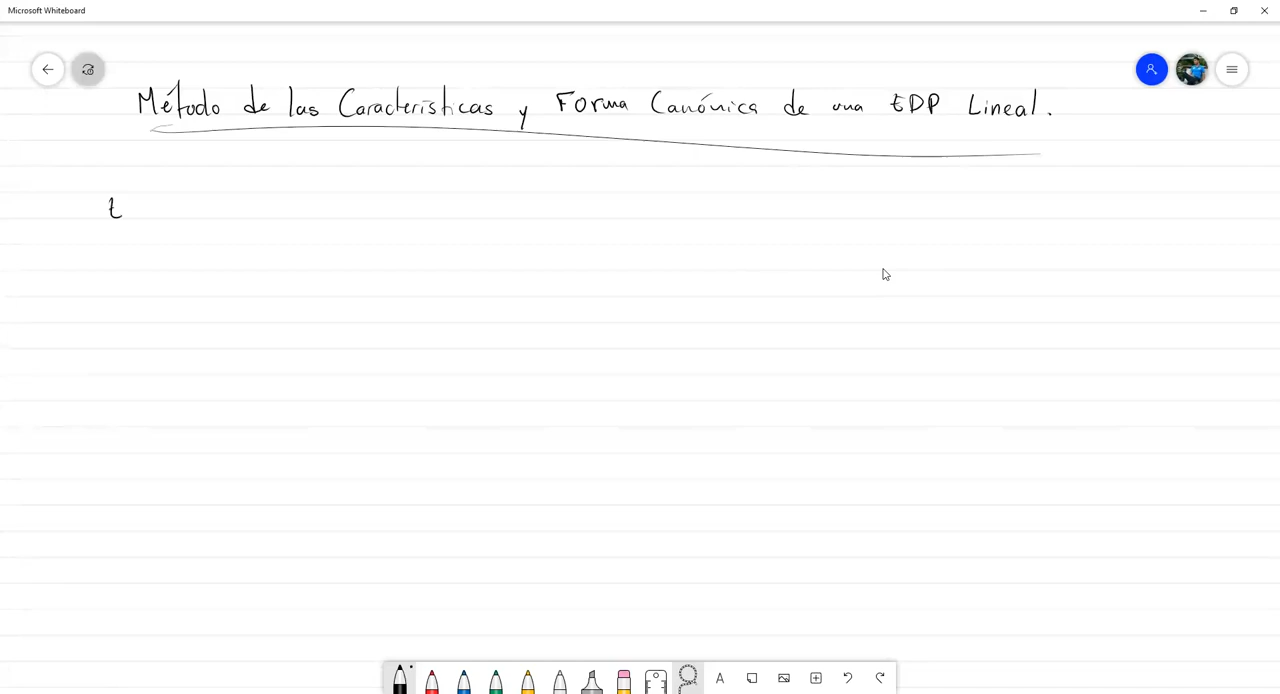 Microsoft Whiteboard
Método de las Características y Forma Canónica de una EDP Lineal.
t
A